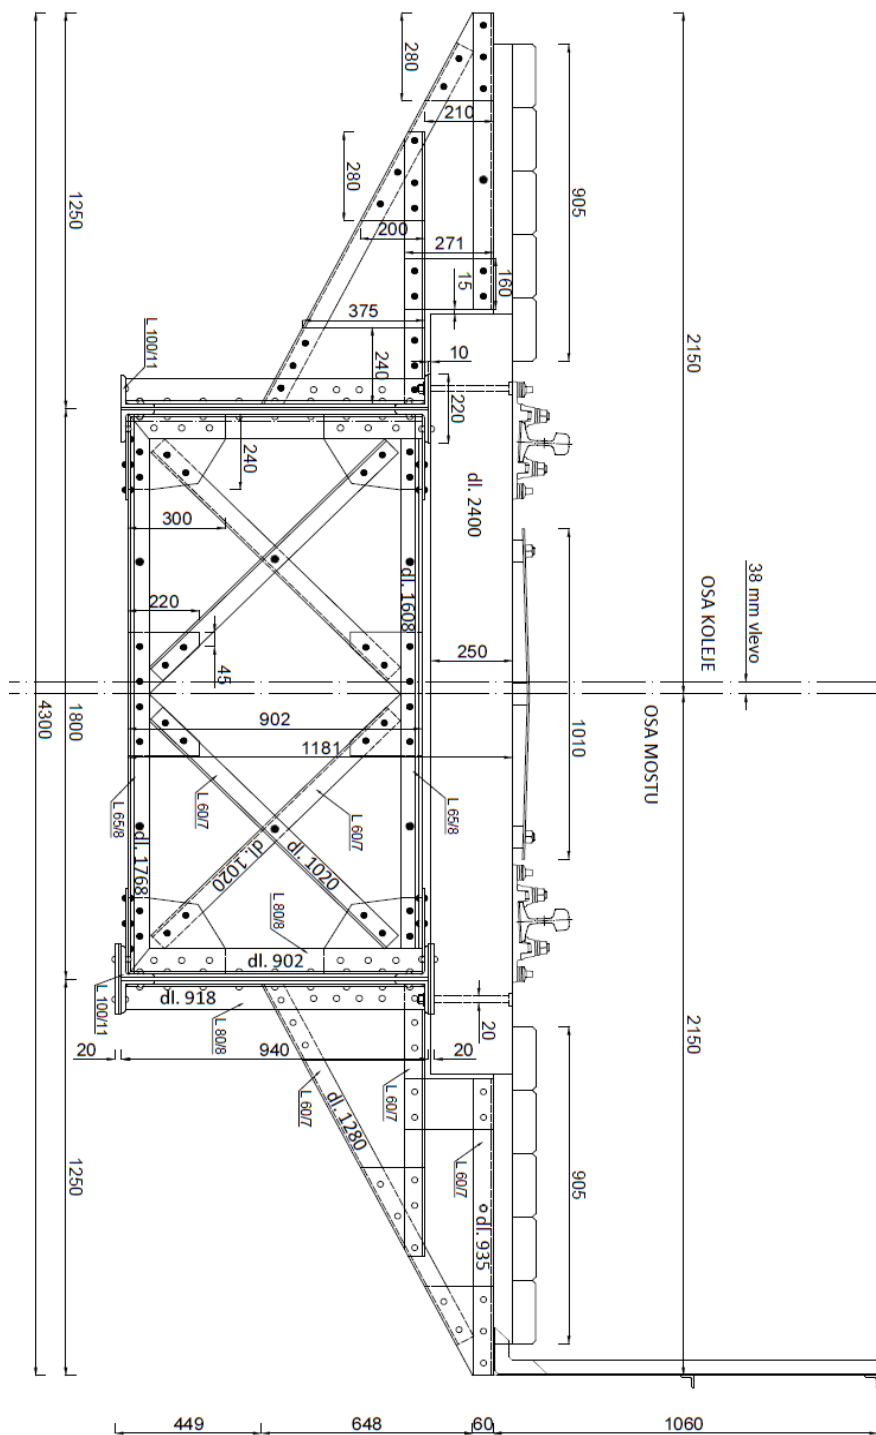 280
210
1250
905
280
200
271
2150
160
15
375
L 100/11
10
240
220
240
dl. 2400
300
dl. 1608
38 mm vlevo
OSA KOLEJE
220
45
250
902
1181
4300
1800
1010
OSA MOSTU
L 65/8
L 60/7
L 60/7
L 65/8
dl. 1768
dl. 1020
dl. 1020
L 80/8
dl. 902
dl. 918
L 100/11
L 80/8
20
20
940
20
2150
L 60/7
dl. 1280
L 60/7
1250
L 60/7
905
dl. 935
449
648
60
1060